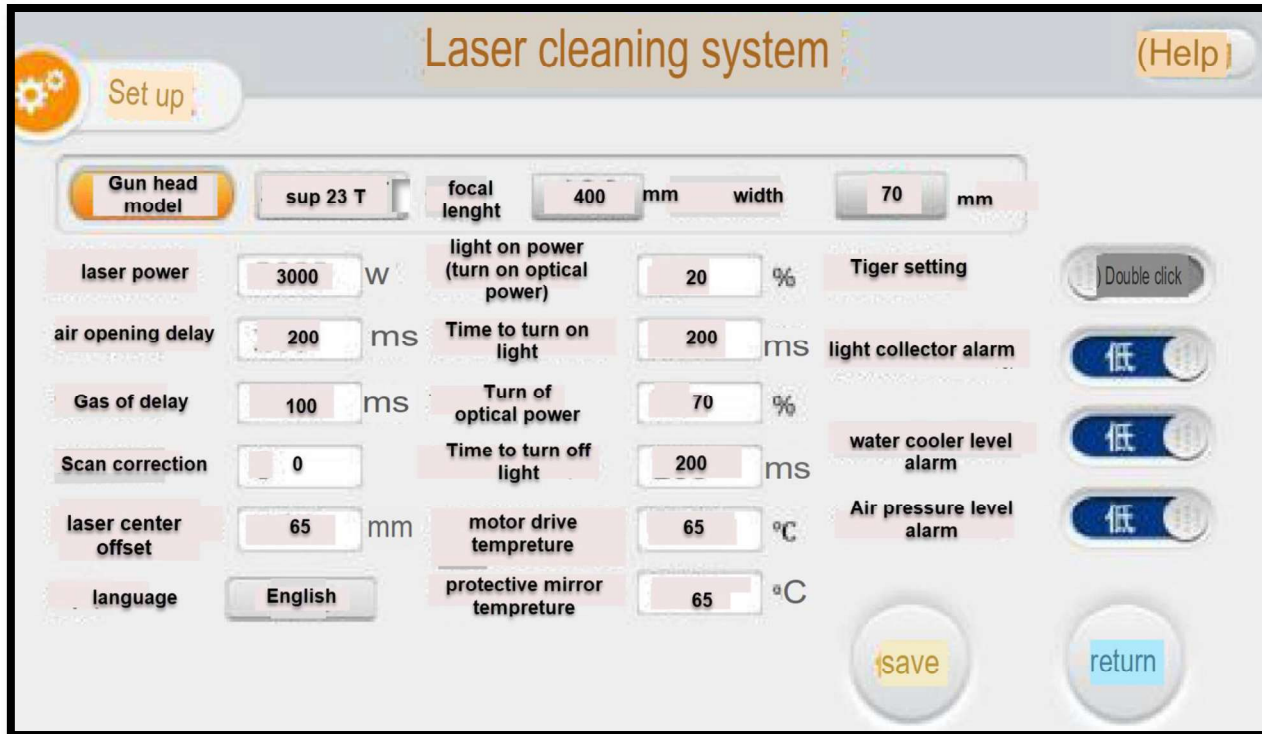 Laser cleaning system
(Help
Set up
Gun head
model
sup 23 T
focal
lenght
400
mm
width
70
mm
laser power
3000
W
light on power
(turn on optical
power)
20
%
Tiger setting
) Double click
air opening delay
200
ms
Time to turn on
light
200
ms
light collector alarm
低
Gas of delay
100
ms
Turn of
optical power
70
%
water cooler level
alarm
低
Scan correction
0
Time to turn off
light
200
ms
Air pressure level
alarm
低
laser center
offset
65
mm
motor drive
tempreture
65
°C
language
English
protective mirror
tempreture
65
°C
save
return